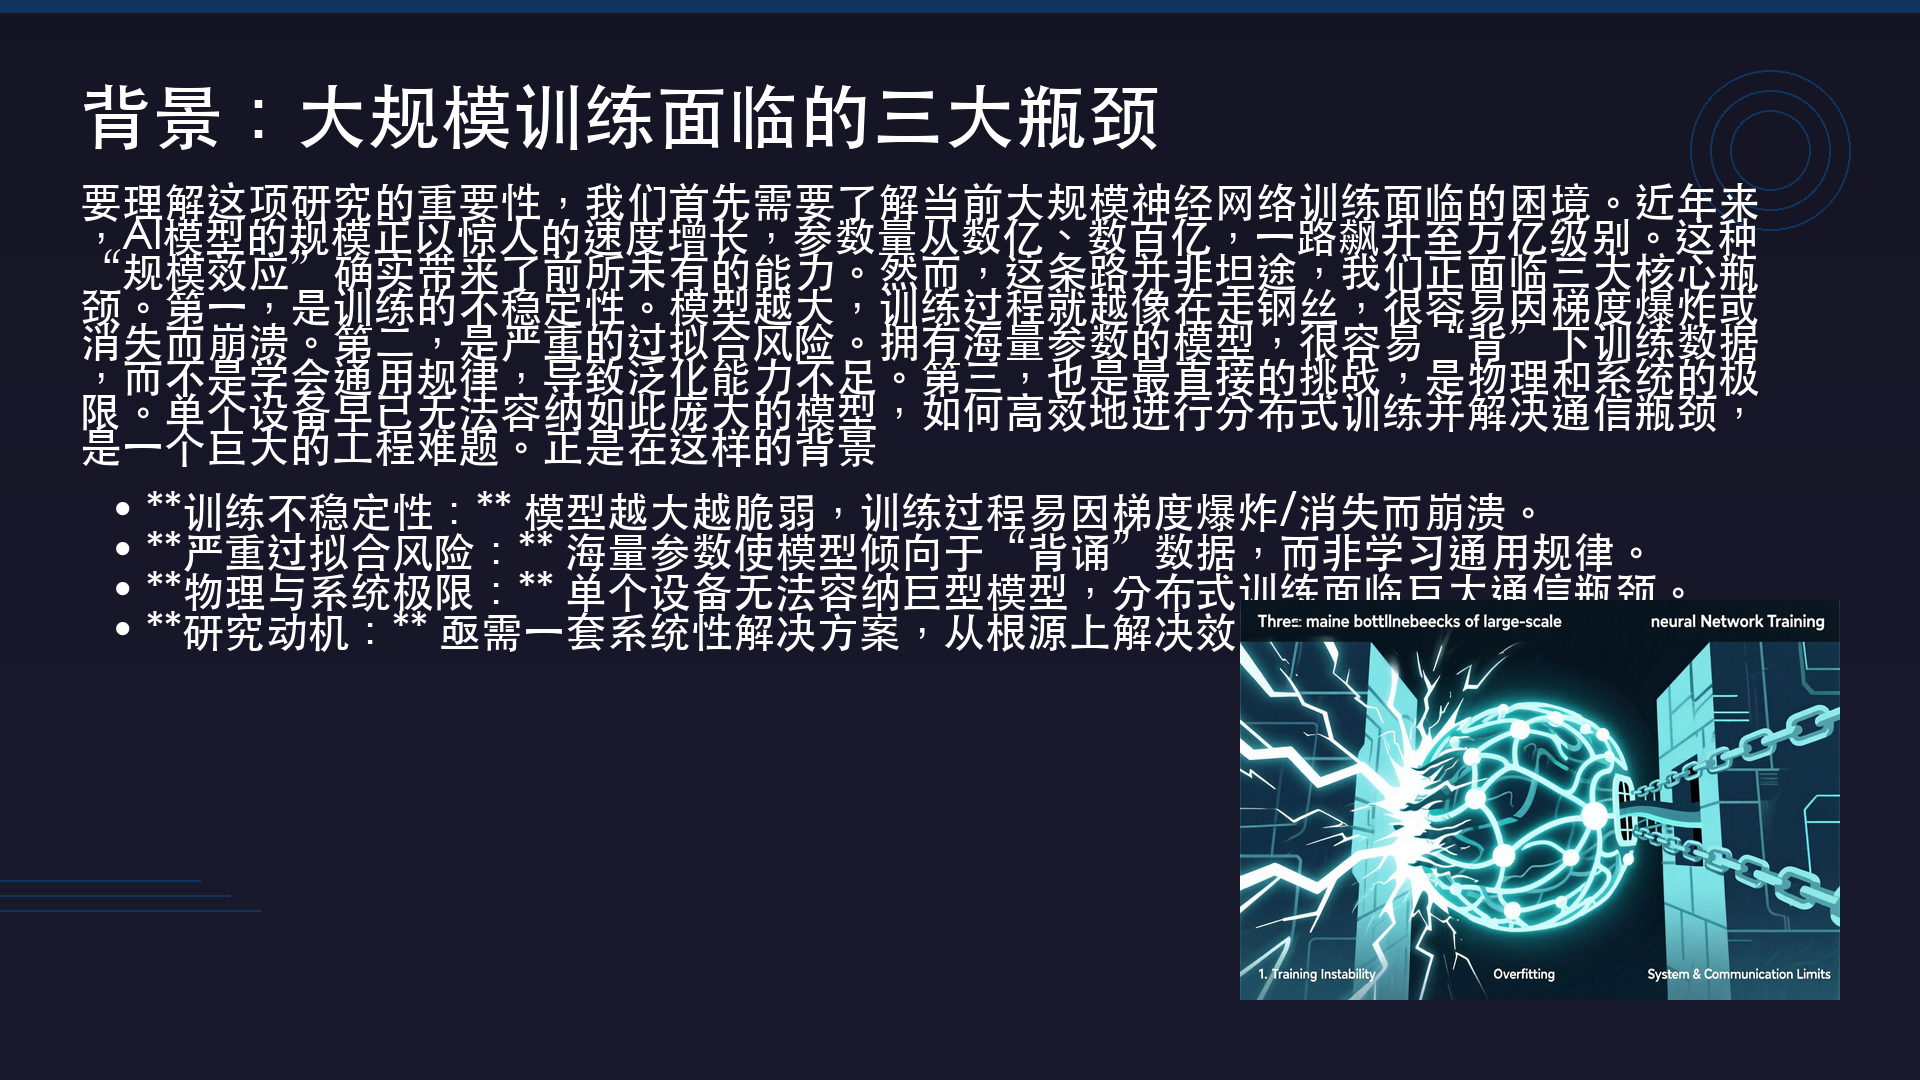 背景：大规模训练面临的三大瓶颈
要理解这项研究的重要性，我们首先需要了解当前大规模神经网络训练面临的困境。近年来
，AI模型的规模正以惊人的速度增长，参数量从数亿、数百亿，一路飙升至万亿级别。这种
“规模效应”确实带来了前所未有的能力。然而，这条路并非坦途，我们正面临三大核心瓶
颈。第一，是训练的不稳定性。模型越大，训练过程就越像在走钢丝，很容易因梯度爆炸或
消失而崩溃。第二，是严重的过拟合风险。拥有海量参数的模型，很容易“背”下训练数据
，而不是学会通用规律，导致泛化能力不足。第三，也是最直接的挑战，是物理和系统的极
限。单个设备早已无法容纳如此庞大的模型，如何高效地进行分布式训练并解决通信瓶颈，
是一个巨大的工程难题。正是在这样的背景
• **训练不稳定性：** 模型越大越脆弱，训练过程易因梯度爆炸/消失而崩溃。
• **严重过拟合风险：** 海量参数使模型倾向于“背诵”数据，而非学习通用规律。
• **物理与系统极限：** 单个设备无法容纳巨型模型，分布式训练面临巨大通信瓶颈。
• **研究动机：** 亟需一套系统性解决方案，从根源上解决效
maine bottllnebeecks of large-scale neural Network Training
1. Training Instability
Overfitting
System & Communication Limits